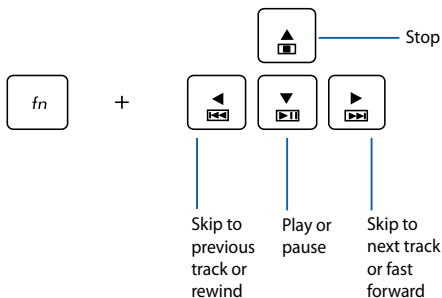 Stop
fn
+
Skip to
previous
track or
rewind
Play or
pause
Skip to
next track
or fast
forward